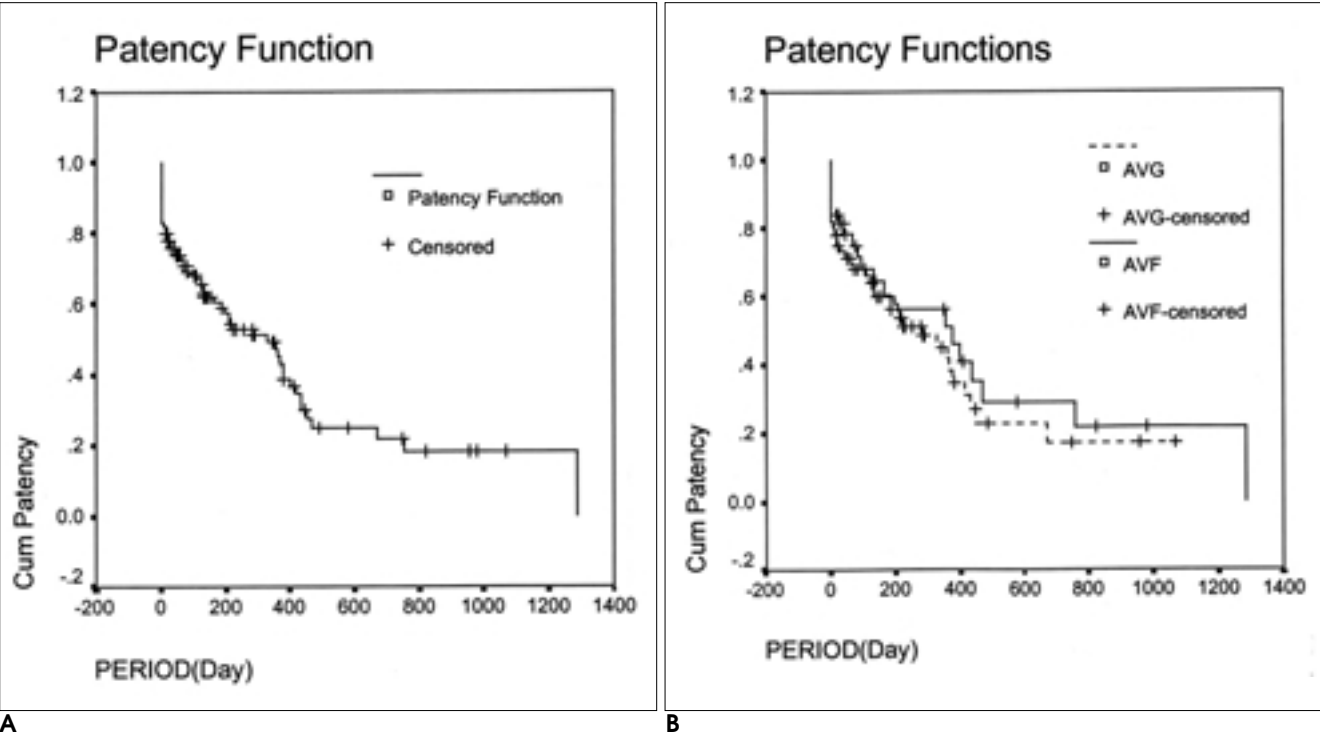 Patency Function
1.2
1.0
.8
.6
.4
.2
0.0
-.2
Cum Patency
-200 0 200 400 600 800 1000 1200 1400
PERIOD(Day)
Patency Function
Censored
A
Patency Functions
1.2
1.0
.8
.6
.4
.2
0.0
-.2
Cum Patency
-200 0 200 400 600 800 1000 1200 1400
PERIOD(Day)
AVG
AVG-censored
AVF
AVF-censored
B